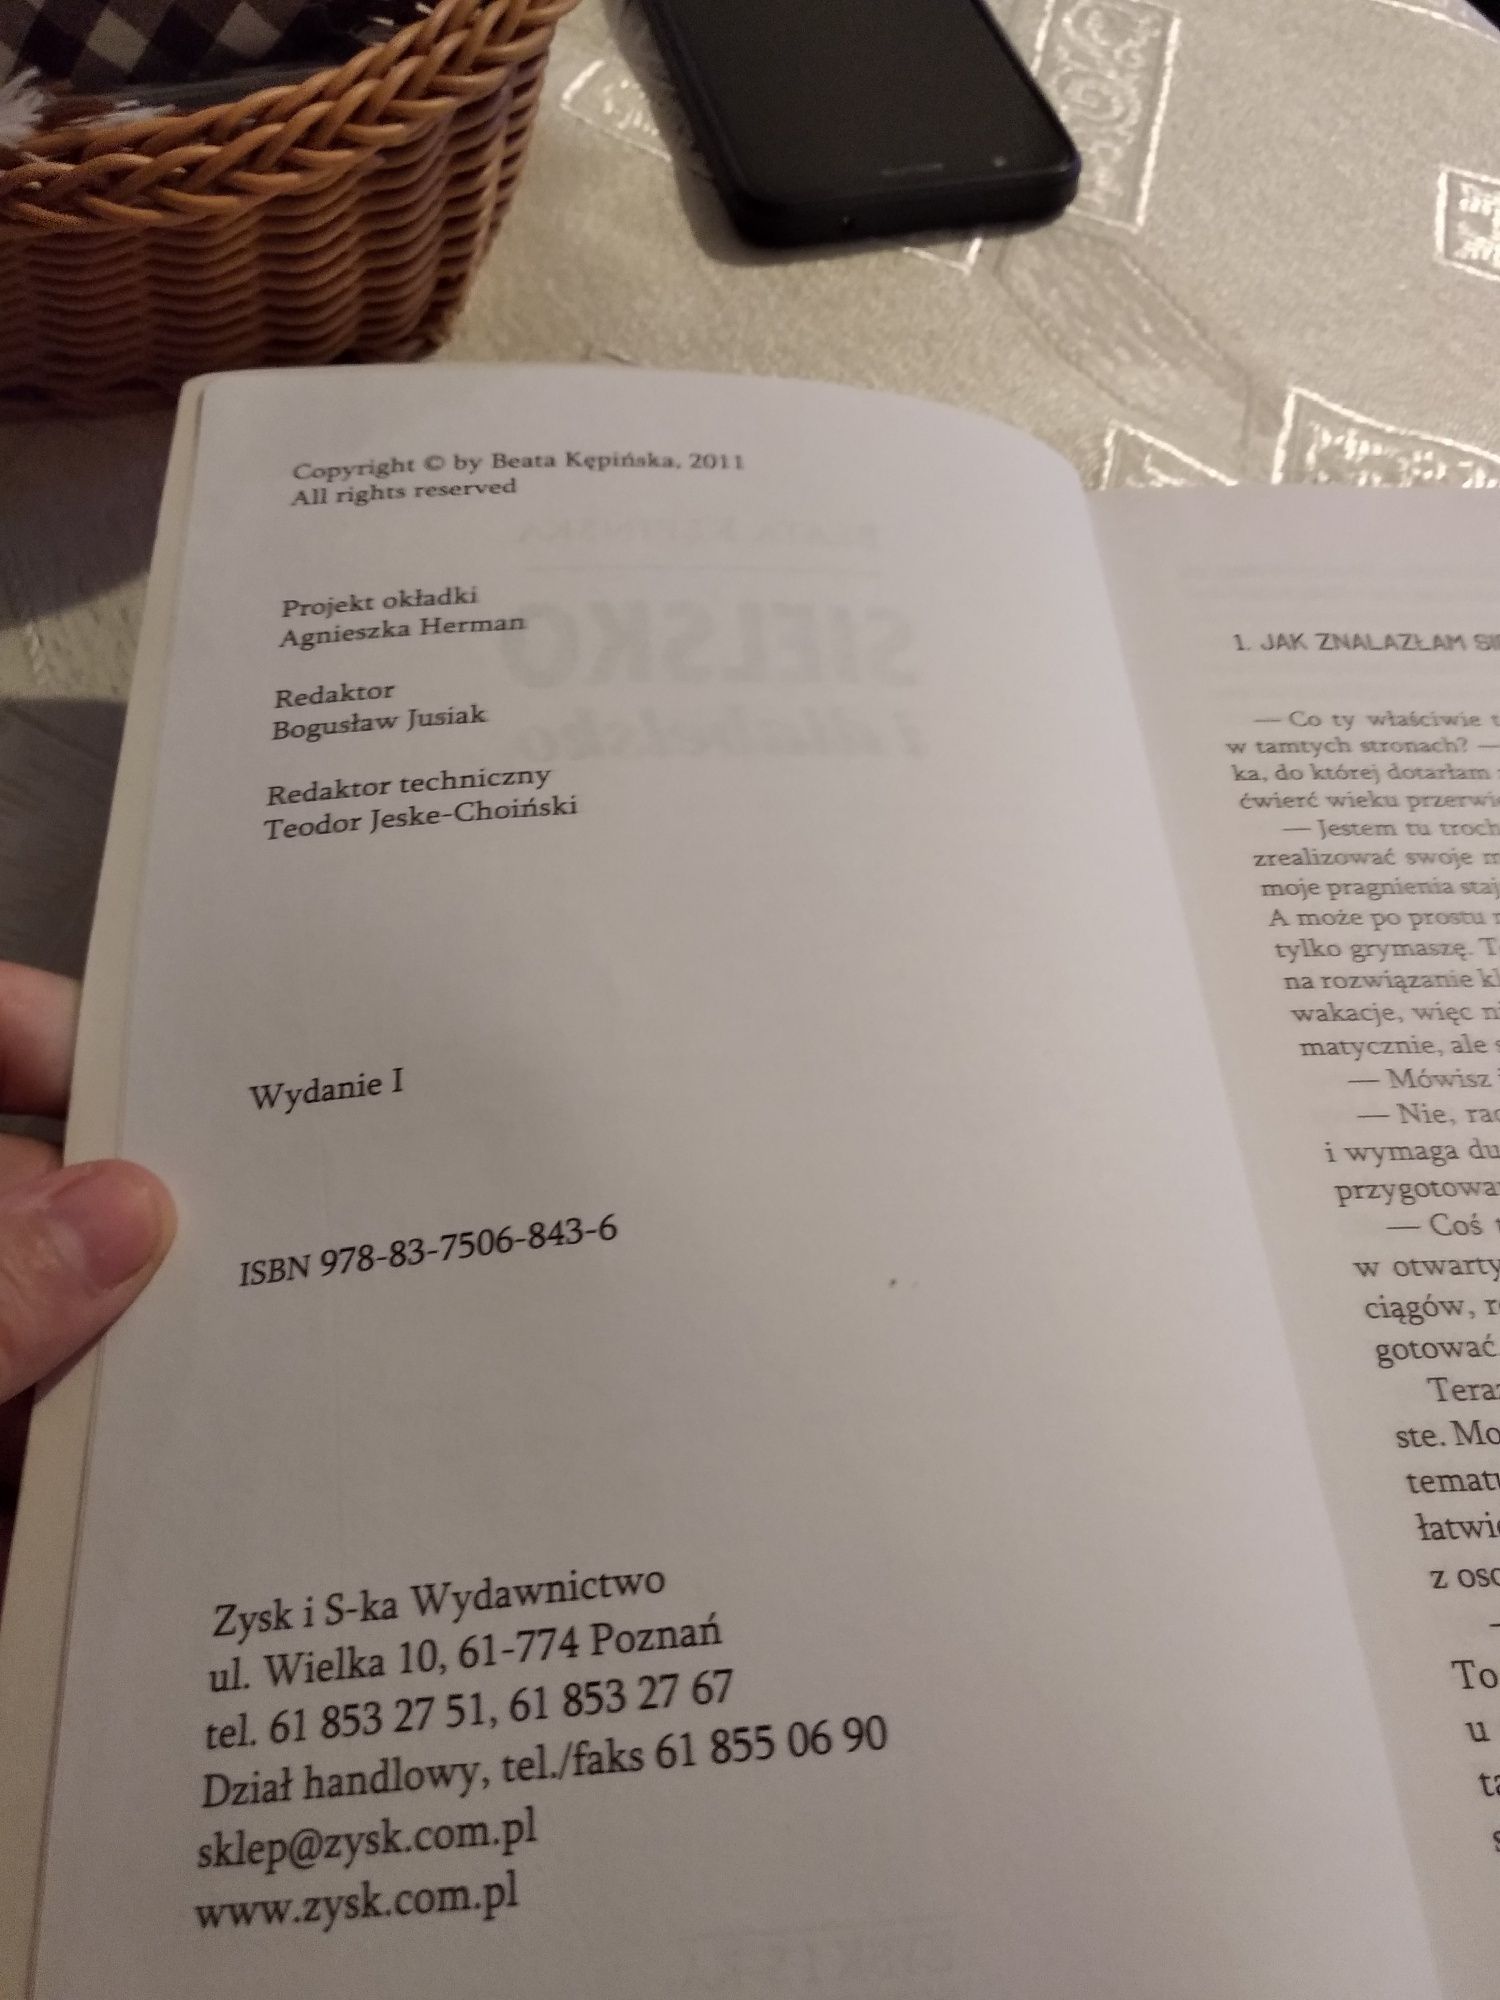 Copyright © by Beata Kępińska, 2011
All rights reserved
Projekt okładki
Agnieszka Herman
Redaktor
Bogusław Jusiak
Redaktor techniczny
Teodor Jeske-Choiński
Wydanie I
ISBN 978-83-7506-843-6
Zysk i S-ka Wydawnictwo
ul. Wielka 10, 61-774 Poznań
tel. 61 853 27 51, 61 853 27 67
Dział handlowy, tel./faks 61 855 06 90
sklep@zysk.com.pl
www.zysk.com.pl
1. JAK ZNALAZŁAM
— Co ty właściwie
w tamtych stronach? —
ka, do której dotarłam
ćwierć wieku
— Jestem tu
zrealizować swoje
moje pragnienia
A może po prostu
tylko grymaszę.
na rozwiązanie
wakacje, więc
matycznie, ale
— Mówisz
— Nie,
i wymaga
— Coś
w
ciągów,
gotować
ste.
z
To
u